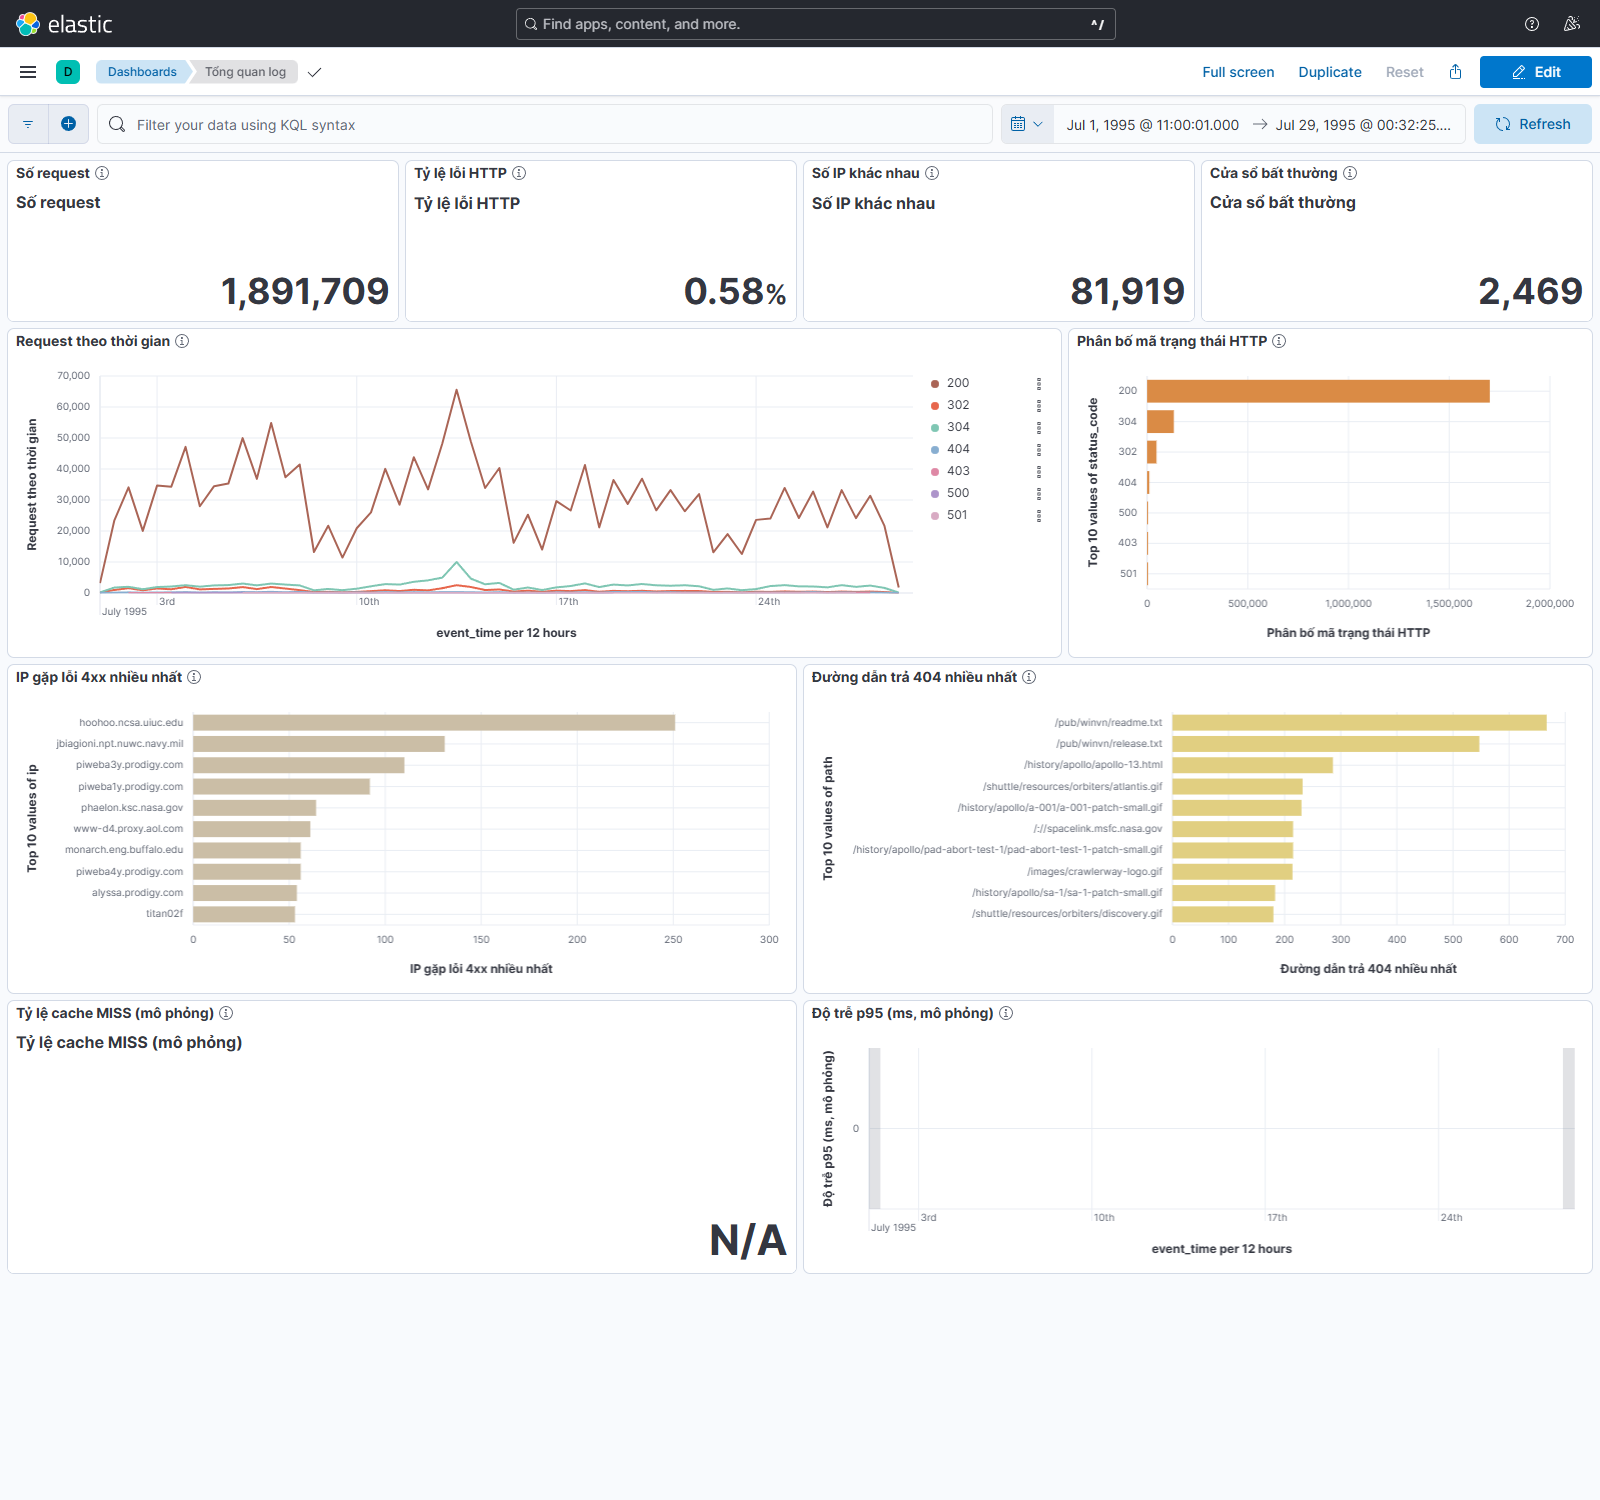 elastic
Find apps, content, and more.
^/
D
Dashboards
Tổng quan log
Full screen
Duplicate
Reset
Edit
Filter your data using KQL syntax
Jul 1, 1995 @ 11:00:01.000
Jul 29, 1995 @ 00:32:25....
Refresh
Số request
Số request
1,891,709
Tỷ lệ lỗi HTTP
Tỷ lệ lỗi HTTP
0.58%
Số IP khác nhau
Số IP khác nhau
81,919
Cửa sổ bất thường
Cửa sổ bất thường
2,469
Request theo thời gian
Request theo thời gian
70,000
60,000
50,000
40,000
30,000
20,000
10,000
0
3rd
10th
17th
24th
July 1995
event_time per 12 hours
200
302
304
404
403
500
501
Phân bố mã trạng thái HTTP
Top 10 values of status_code
200
304
302
404
500
403
501
0
500,000
1,000,000
1,500,000
2,000,000
Phân bố mã trạng thái HTTP
IP gặp lỗi 4xx nhiều nhất
Top 10 values of ip
hoohoo.ncsa.uiuc.edu
jbiagioni.npt.nuwc.navy.mil
piweba3y.prodigy.com
piweba1y.prodigy.com
phaelon.ksc.nasa.gov
www-d4.proxy.aol.com
monarch.eng.buffalo.edu
piweba4y.prodigy.com
alyssa.prodigy.com
titan02f
0
50
100
150
200
250
300
IP gặp lỗi 4xx nhiều nhất
Đường dẫn trả 404 nhiều nhất
Top 10 values of path
/pub/winvn/readme.txt
/pub/winvn/release.txt
/history/apollo/apollo-13.html
/shuttle/resources/orbiters/atlantis.gif
/history/apollo/a-001/a-001-patch-small.gif
/://spacelink.msfc.nasa.gov
/history/apollo/pad-abort-test-1/pad-abort-test-1-patch-small.gif
/images/crawlerway-logo.gif
/history/apollo/sa-1/sa-1-patch-small.gif
/shuttle/resources/orbiters/discovery.gif
0
100
200
300
400
500
600
700
Đường dẫn trả 404 nhiều nhất
Tỷ lệ cache MISS (mô phỏng)
Tỷ lệ cache MISS (mô phỏng)
N/A
Độ trễ p95 (ms, mô phỏng)
Độ trễ p95 (ms, mô phỏng)
0
3rd
10th
17th
24th
July 1995
event_time per 12 hours